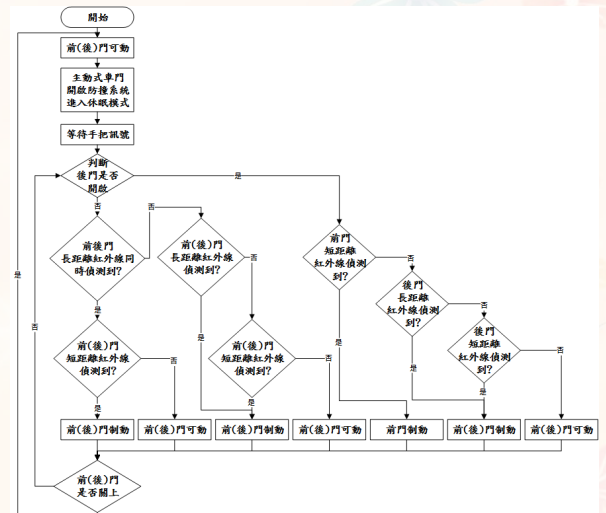 開始
前(後)門可動
主動式車門
開啟防撞系統
進入休眠模式
等待手把訊號
判斷
後門是否
開啟
是
否
前後門
長距離紅外線同
時偵測到?
否
前(後)門
長距離紅外線
偵測到?
否
前門
短距離
紅外線偵測
到?
否
後門
長距離
紅外線偵測
到?
否
後門
短距離
紅外線偵測
到?
否
是
是
否
是
前(後)門
短距離紅外線
偵測到?
否
前(後)門
短距離紅外線
偵測到?
否
是
是
是
是
是
前(後)門制動
前(後)門可動
前(後)門制動
前(後)門可動
前門制動
前(後)門制動
前(後)門可動
前(後)門
是否關上